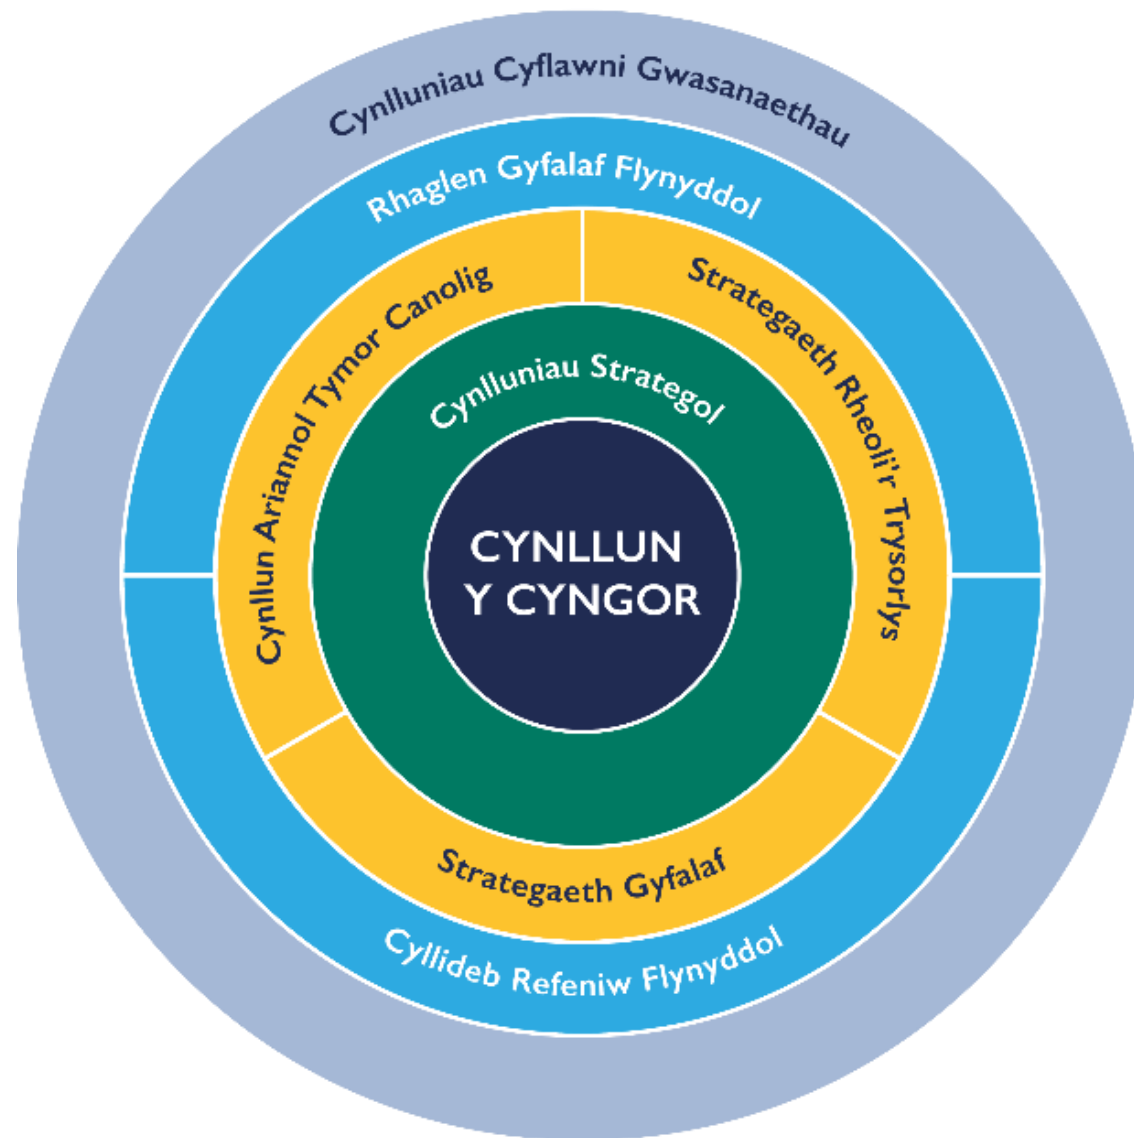 Cynlluniau Cyflawni Gwasanaethau
Rhaglen Gyfalaf Flynyddol
Cynllun Ariannol Tymor Canolig
Strategaeth Rheoli'r Trysorlys
Cynlluniau Strategol
CYNLLUN
Y CYNGOR
Strategaeth Gyfalaf
Cyllideb Refeniw Flynyddol